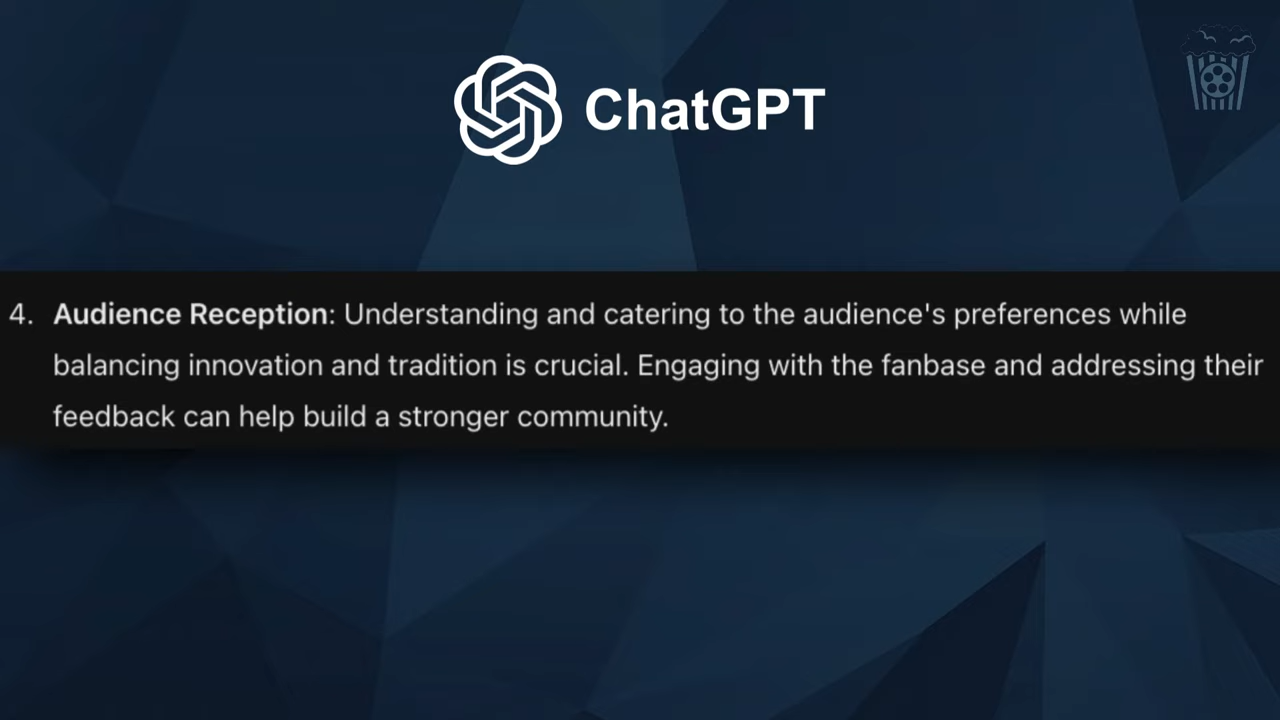 ChatGPT
4. Audience Reception: Understanding and catering to the audience's preferences while
balancing innovation and tradition is crucial. Engaging with the fanbase and addressing their
feedback can help build a stronger community.